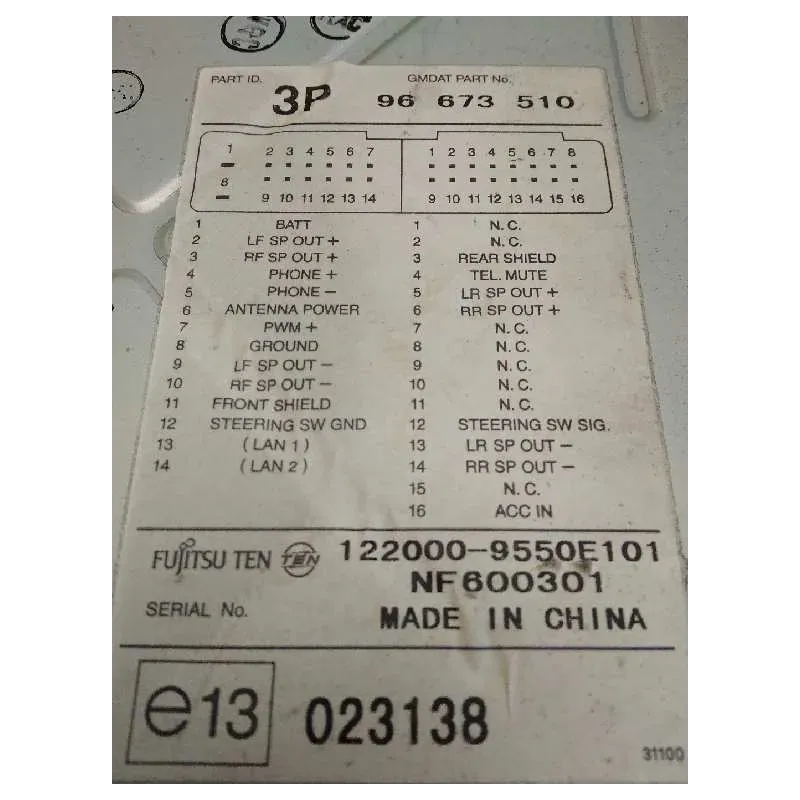 PART ID. 3P GMDAT PART No. 96 673 510
1 2 3 4 5 6 7 1 2 3 4 5 6 7 8
8 9 10 11 12 13 14 9 10 11 12 13 14 15 16
1 BATT 1 N.C.
2 LF SP OUT + 2 N.C.
3 RF SP OUT + 3 REAR SHIELD
4 PHONE + 4 TEL. MUTE
5 PHONE − 5 LR SP OUT +
6 ANTENNA POWER 6 RR SP OUT +
7 PWM + 7 N.C.
8 GROUND 8 N.C.
9 LF SP OUT − 9 N.C.
10 RF SP OUT − 10 N.C.
11 FRONT SHIELD 11 N.C.
12 STEERING SW GND 12 STEERING SW SIG.
13 (LAN 1) 13 LR SP OUT −
14 (LAN 2) 14 RR SP OUT −
15 N.C.
16 ACC IN
FUJITSU TEN TEN 122000-9550E101
NF600301
SERIAL No. MADE IN CHINA
e13 023138
31100